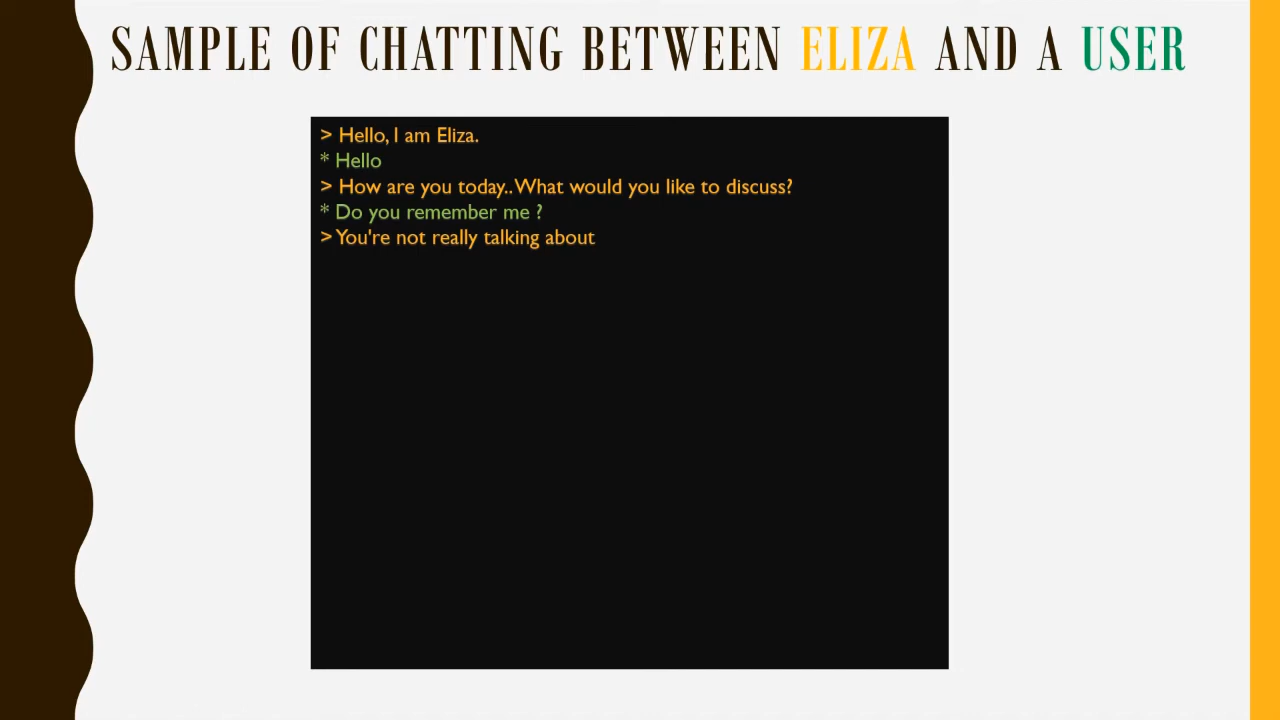 SAMPLE OF CHATTING BETWEEN ELIZA AND A USER
> Hello, I am Eliza.
* Hello
> How are you today.. What would you like to discuss?
* Do you remember me ?
> You're not really talking about